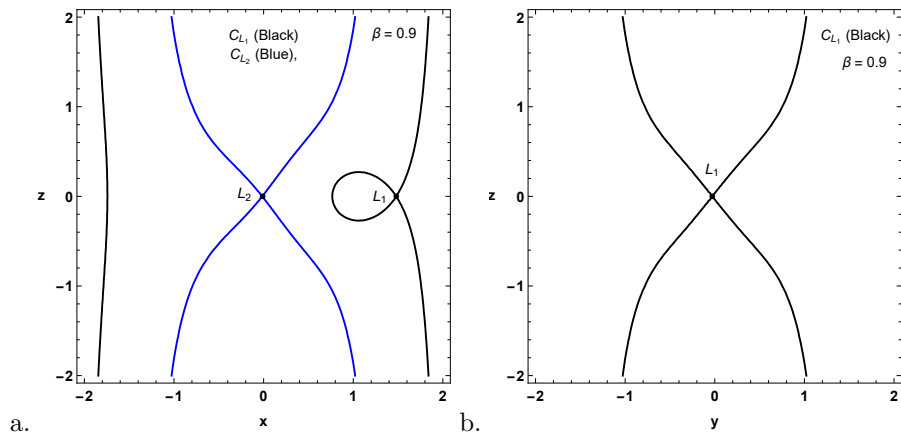 C_{L_1} (Black)
C_{L_2} (Blue),
β = 0.9
L_2
L_1
z
2
1
0
−1
−2
−2
−1
0
1
2
x
a.
C_{L_1} (Black)
β = 0.9
L_1
z
2
1
0
−1
−2
−2
−1
0
1
2
y
b.